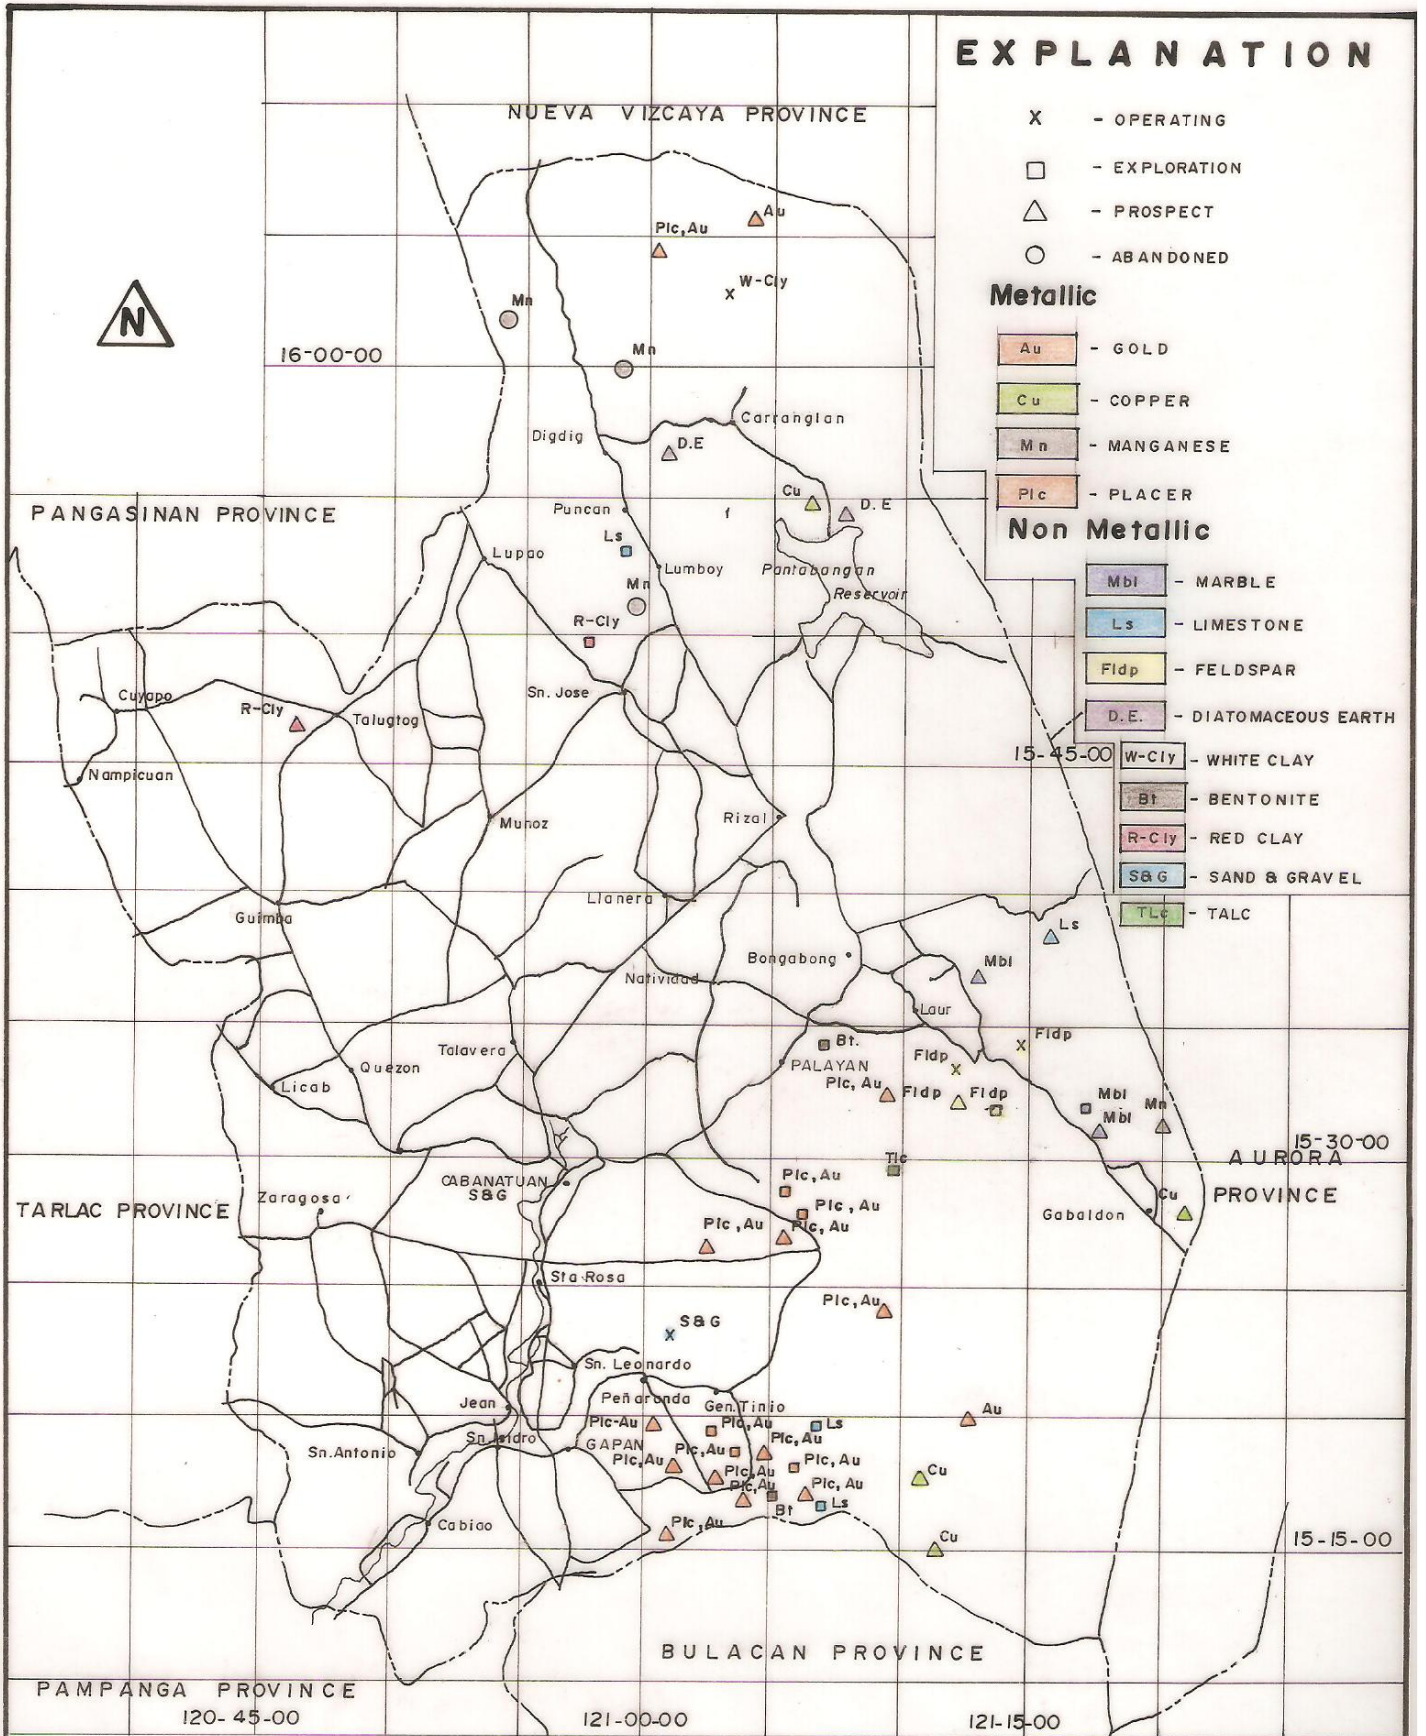 EXPLANATION
X - OPERATING
- EXPLORATION
- PROSPECT
- ABANDONED
Metallic
Au - GOLD
Cu - COPPER
Mn - MANGANESE
Plc - PLACER
Non Metallic
Mbl - MARBLE
Ls - LIMESTONE
Fldp - FELDSPAR
D.E. - DIATOMACEOUS EARTH
W-Cly - WHITE CLAY
Bt - BENTONITE
R-Cly - RED CLAY
S&G - SAND & GRAVEL
TLc - TALC
NUEVA VIZCAYA PROVINCE
Au
Plc,Au
W-Cly
x
Mn
N
Mn
16-00-00
Carranglan
Digdig
D.E
Cu
D.E
PANGASINAN PROVINCE
Puncan
Ls
Lupao
Lumboy
Pantabangan
Reservoir
Mn
R-Cly
Sn. Jose
Cuyapo
R-Cly
Talugtog
15-45-00
Nampicuan
Munoz
Rizal
Llanera
Guimba
Ls
Bongabong
Mbl
Natividad
Laur
Fldp
x
Bt.
Talavera
Fldp
x
PALAYAN
Quezon
Licab
Plc, Au
Fldp
Fldp
Mbl
Mbl
Mn
15-30-00
AURORA
PROVINCE
Tlc
CABANATUAN
S&G
Plc, Au
Zaragosa
Plc, Au
Cu
TARLAC PROVINCE
Gabaldon
Plc, Au
Plc, Au
Sta Rosa
Plc, Au
S&G
x
Sn. Leonardo
Peñaranda
Gen. Tinio
Jean
Au
Plc-Au
Plc, Au
Ls
Sn. Isidro
GAPAN
Sn. Antonio
Plc, Au
Plc, Au
Plc, Au
Plc, Au
Plc, Au
Cu
Plc, Au
Plc, Au
Bt
Ls
Cabiao
Plc, Au
Cu
15-15-00
BULACAN PROVINCE
PAMPANGA PROVINCE
120-45-00
121-00-00
121-15-00